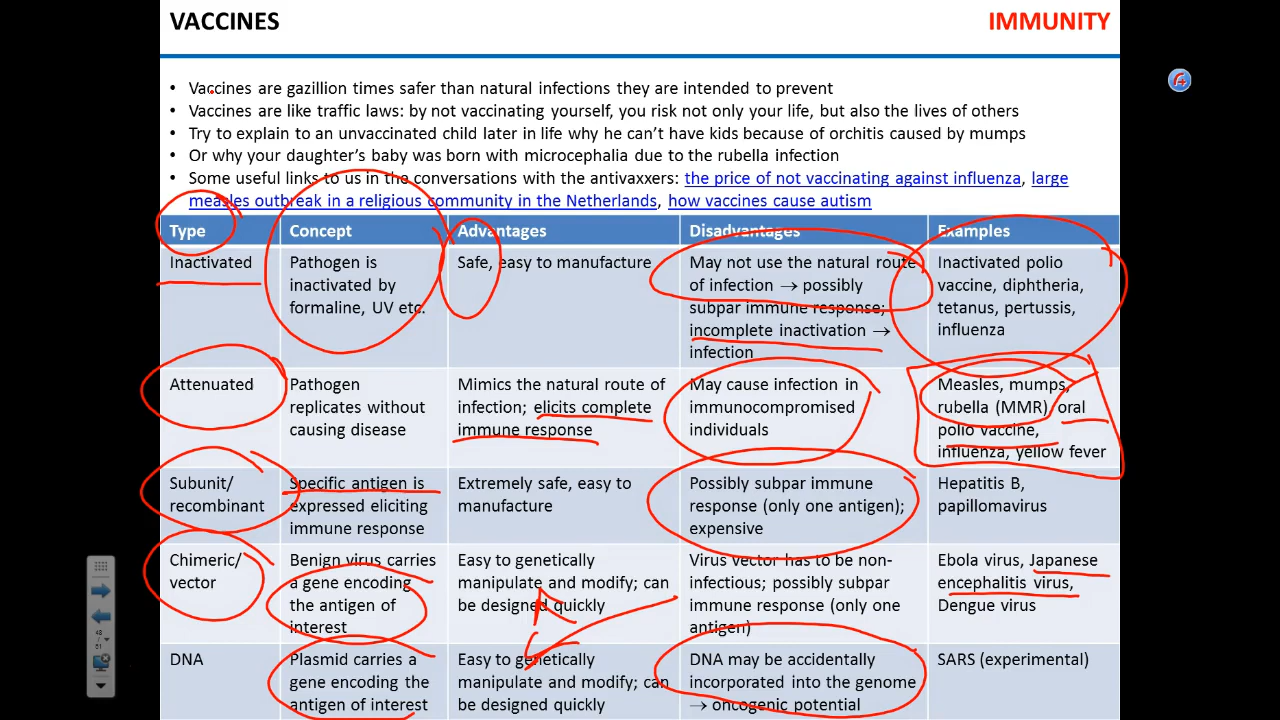 VACCINES IMMUNITY
• Vaccines are gazillion times safer than natural infections they are intended to prevent
• Vaccines are like traffic laws: by not vaccinating yourself, you risk not only your life, but also the lives of others
• Try to explain to an unvaccinated child later in life why he can't have kids because of orchitis caused by mumps
• Or why your daughter's baby was born with microcephalia due to the rubella infection
• Some useful links to us in the conversations with the antivaxxers: the price of not vaccinating against influenza, large
measles outbreak in a religious community in the Netherlands, how vaccines cause autism
Type Concept Advantages Disadvantages Examples
Inactivated
Pathogen is
inactivated by
formaline, UV etc.
Safe, easy to manufacture
May not use the natural route
of infection → possibly
subpar immune response;
incomplete inactivation →
infection
Inactivated polio
vaccine, diphtheria,
tetanus, pertussis,
influenza
Attenuated
Pathogen
replicates without
causing disease
Mimics the natural route of
infection; elicits complete
immune response
May cause infection in
immunocompromised
individuals
Measles, mumps,
rubella (MMR), oral
polio vaccine,
influenza, yellow fever
Subunit/
recombinant
Specific antigen is
expressed eliciting
immune response
Extremely safe, easy to
manufacture
Possibly subpar immune
response (only one antigen);
expensive
Hepatitis B,
papillomavirus
Chimeric/
vector
Benign virus carries
a gene encoding
the antigen of
interest
Easy to genetically
manipulate and modify; can
be designed quickly
Virus vector has to be non-
infectious; possibly subpar
immune response (only one
antigen)
Ebola virus, Japanese
encephalitis virus,
Dengue virus
DNA
Plasmid carries a
gene encoding the
antigen of interest
Easy to genetically
manipulate and modify; can
be designed quickly
DNA may be accidentally
incorporated into the genome
→ oncogenic potential
SARS (experimental)
48
/
61